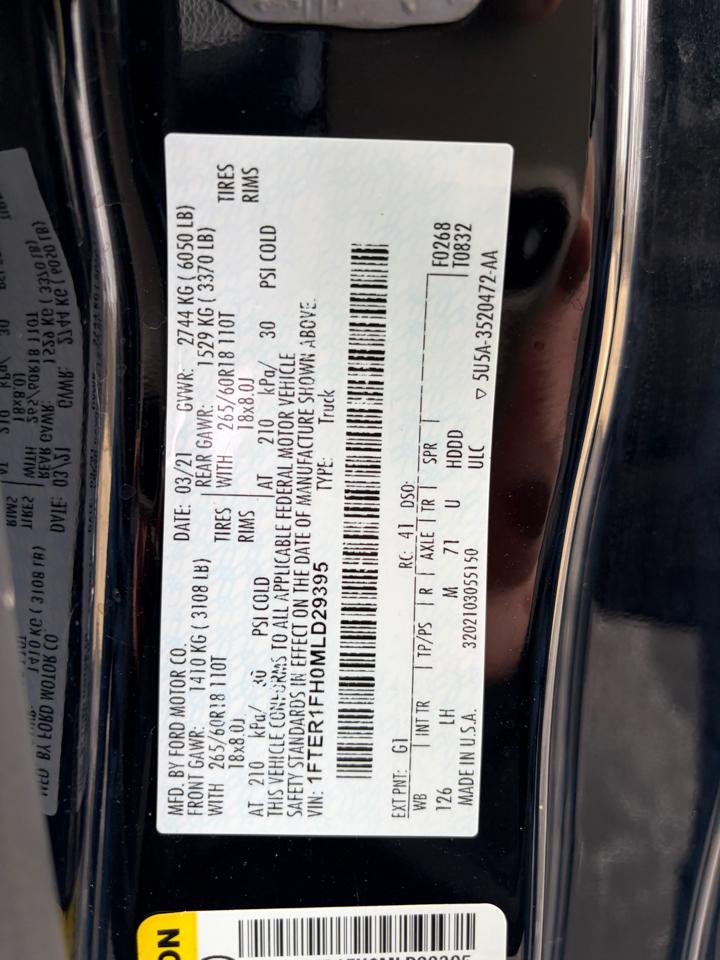 MFD. BY FORD MOTOR CO.
DATE: 03/21 GVWR: 2744 KG ( 6050 LB)
FRONT GAWR: 1410 KG ( 3108 LB) REAR GAWR: 1529 KG ( 3370 LB)
WITH 265/60R18 110T TIRES WITH 265/60R18 110T TIRES
18x8.0J RIMS 18x8.0J RIMS
AT 210 kPa/ 30 PSI COLD AT 210 kPa/ 30 PSI COLD
THIS VEHICLE CONFORMS TO ALL APPLICABLE FEDERAL MOTOR VEHICLE
SAFETY STANDARDS IN EFFECT ON THE DATE OF MANUFACTURE SHOWN ABOVE.
VIN: 1FTER1FH0MLD29395 TYPE: Truck
EXT PNT: G1 RC: 41 DSO: F0268
WB INT TR TP/PS R AXLE TR SPR T0832
126 LH M 71 U HDDD
ULC
MADE IN U.S.A. 3202103055150 ▽ 5U5A-3520472-AA
ON